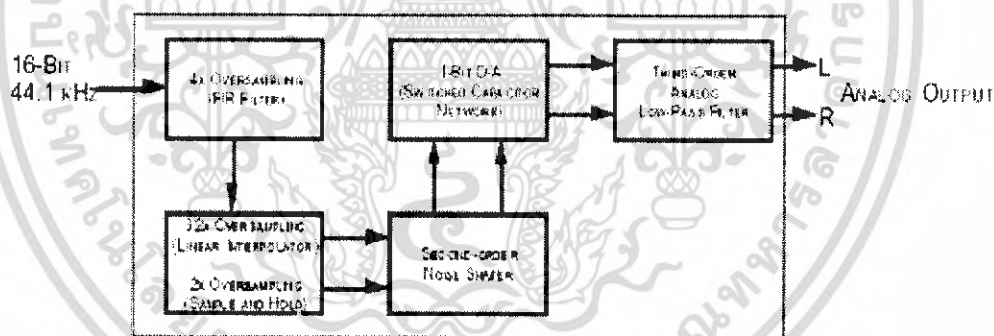 16-BIT
44.1 KHZ
4X OVERSAMPLING
(FIR FILTER)
1-BIT D/A
(SWITCHED CAPACITOR
NETWORK)
THIRD-ORDER
ANALOG
LOW-PASS FILTER
L
R
ANALOG OUTPUT
32X OVERSAMPLING
(LINEAR INTERPOLATOR)
2X OVERSAMPLING
(SAMPLE AND HOLD)
SECOND-ORDER
NOISE SHAPER